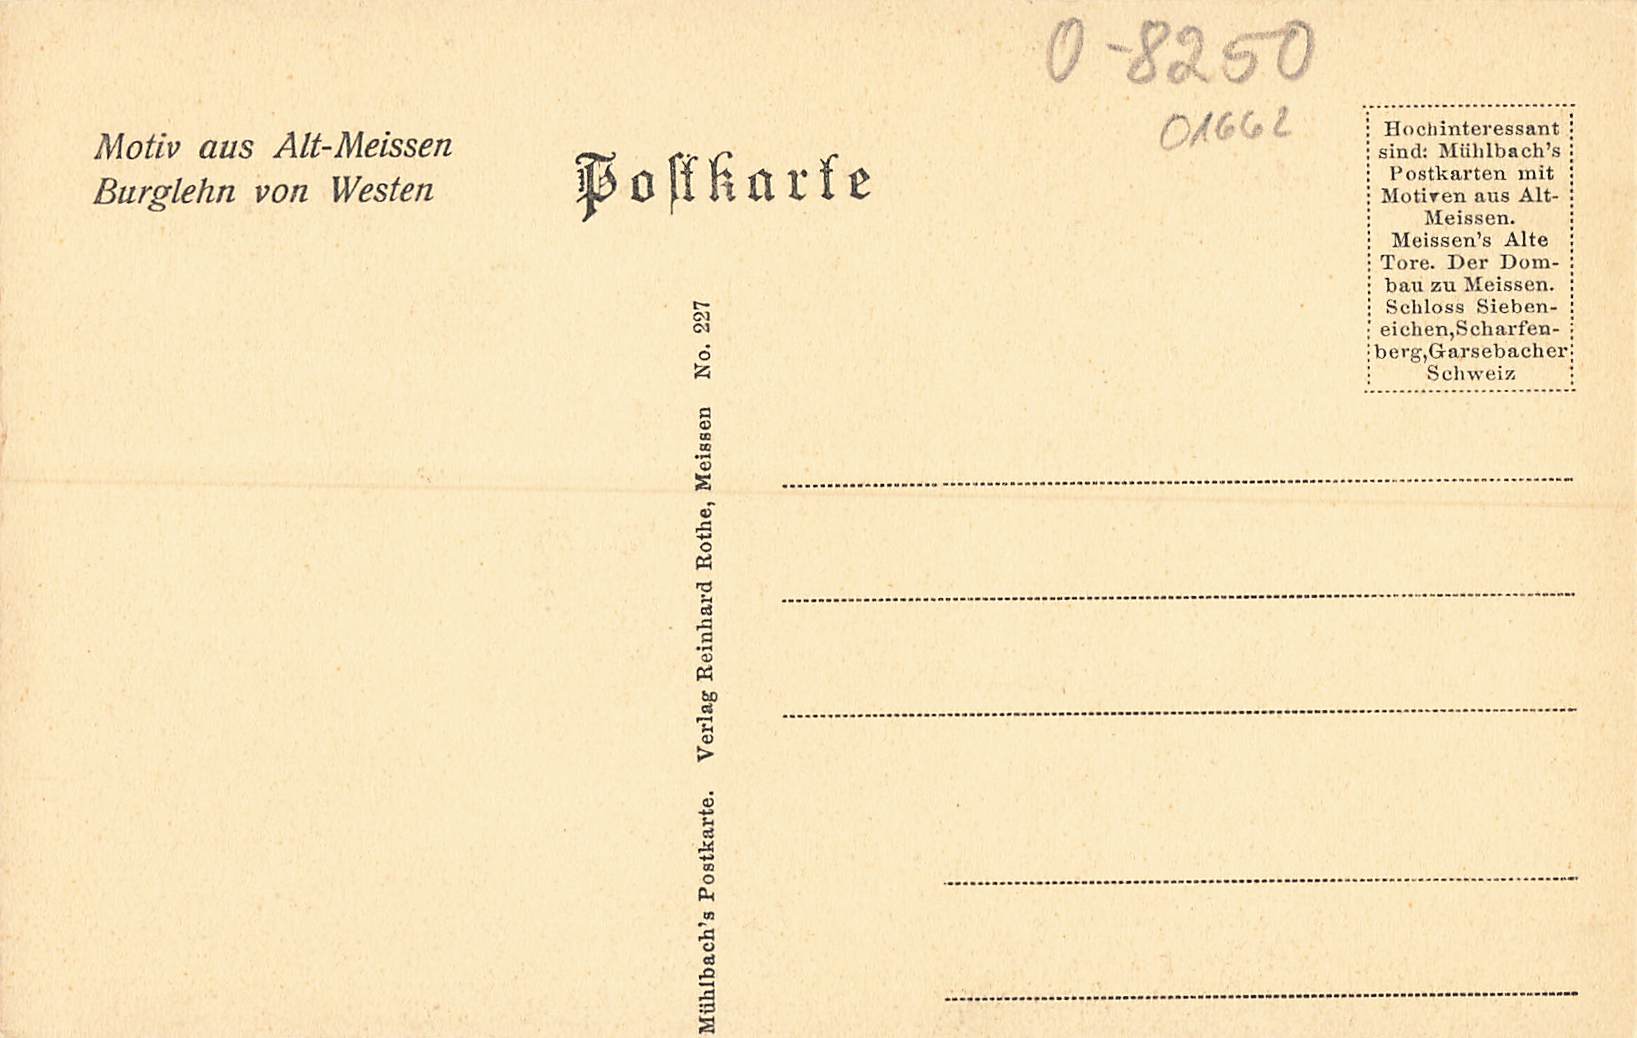 0-8250
01662
Motiv aus Alt-Meissen
Burglehn von Westen
Postkarte
Hochinteressant
sind: Mühlbach's
Postkarten mit
Motiven aus Alt-
Meissen.
Meissen's Alte
Tore. Der Dom-
bau zu Meissen.
Schloss Sieben-
eichen,Scharfen-
berg,Garsebacher
Schweiz
Mühlbach's Postkarte. Verlag Reinhard Rothe, Meissen No. 227